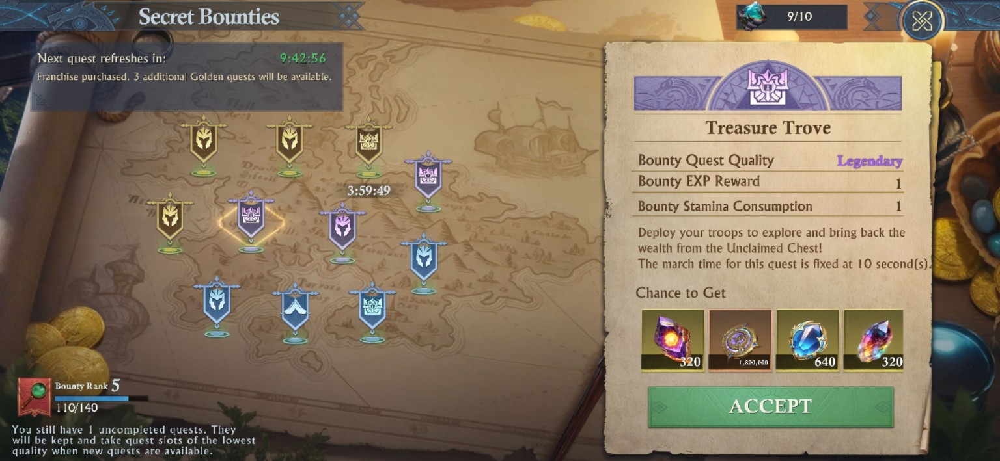 Secret Bounties
9/10
Next quest refreshes in: 9:42:56
Franchise purchased. 3 additional Golden quests will be available.
3:59:49
Bounty Rank 5
110/140
You still have 1 uncompleted quests. They
will be kept and take quest slots of the lowest
quality when new quests are available.
Treasure Trove
Bounty Quest Quality Legendary
Bounty EXP Reward 1
Bounty Stamina Consumption 1
Deploy your troops to explore and bring back the
wealth from the Unclaimed Chest!
The march time for this quest is fixed at 10 second(s).
Chance to Get
320 1,800,000 640 320
ACCEPT